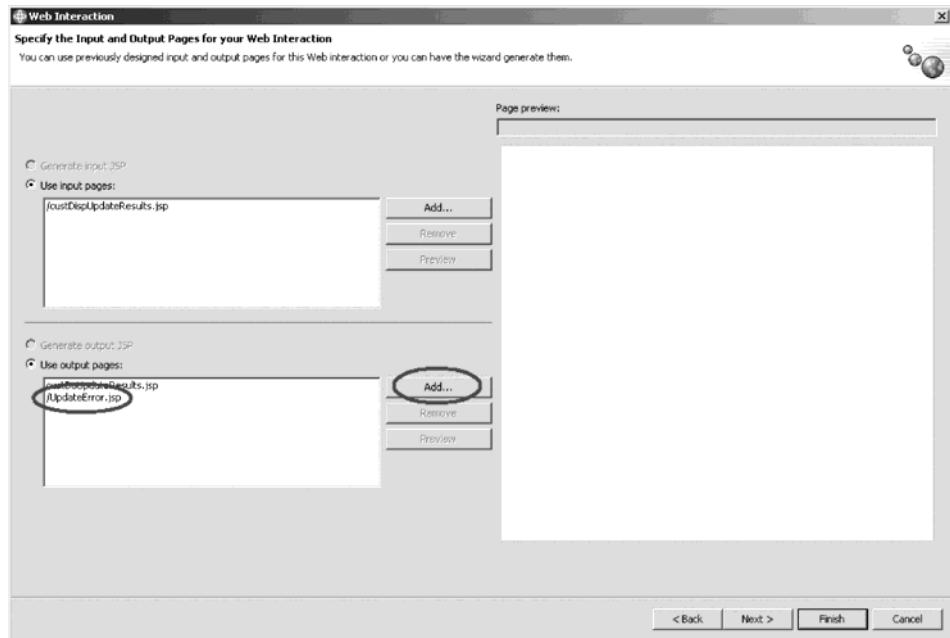 Web Interaction
Specify the Input and Output Pages for your Web Interaction
You can use previously designed input and output pages for this Web interaction or you can have the wizard generate them.
Page preview:
Generate input JSP
Use input pages:
/custDispUpdateResults.jsp
Add...
Remove
Preview
Generate output JSP
Use output pages:
/custDoUpdateResults.jsp
Add...
/UpdateError.jsp
Remove
Preview
< Back
Next >
Finish
Cancel